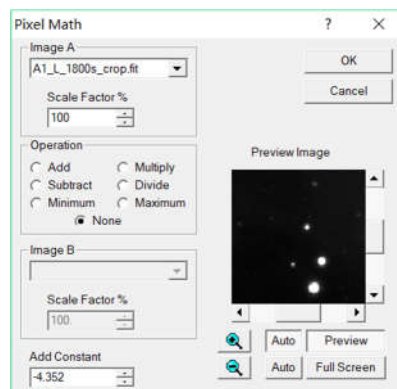 Pixel Math ? ×
Image A
A1_L_1800s_crop.fit
Scale Factor %
100
OK
Cancel
Operation
Add Multiply
Subtract Divide
Minimum Maximum
None
Preview Image
Image B
Scale Factor %
100.
Add Constant
-4.352
Auto Preview
Auto Full Screen